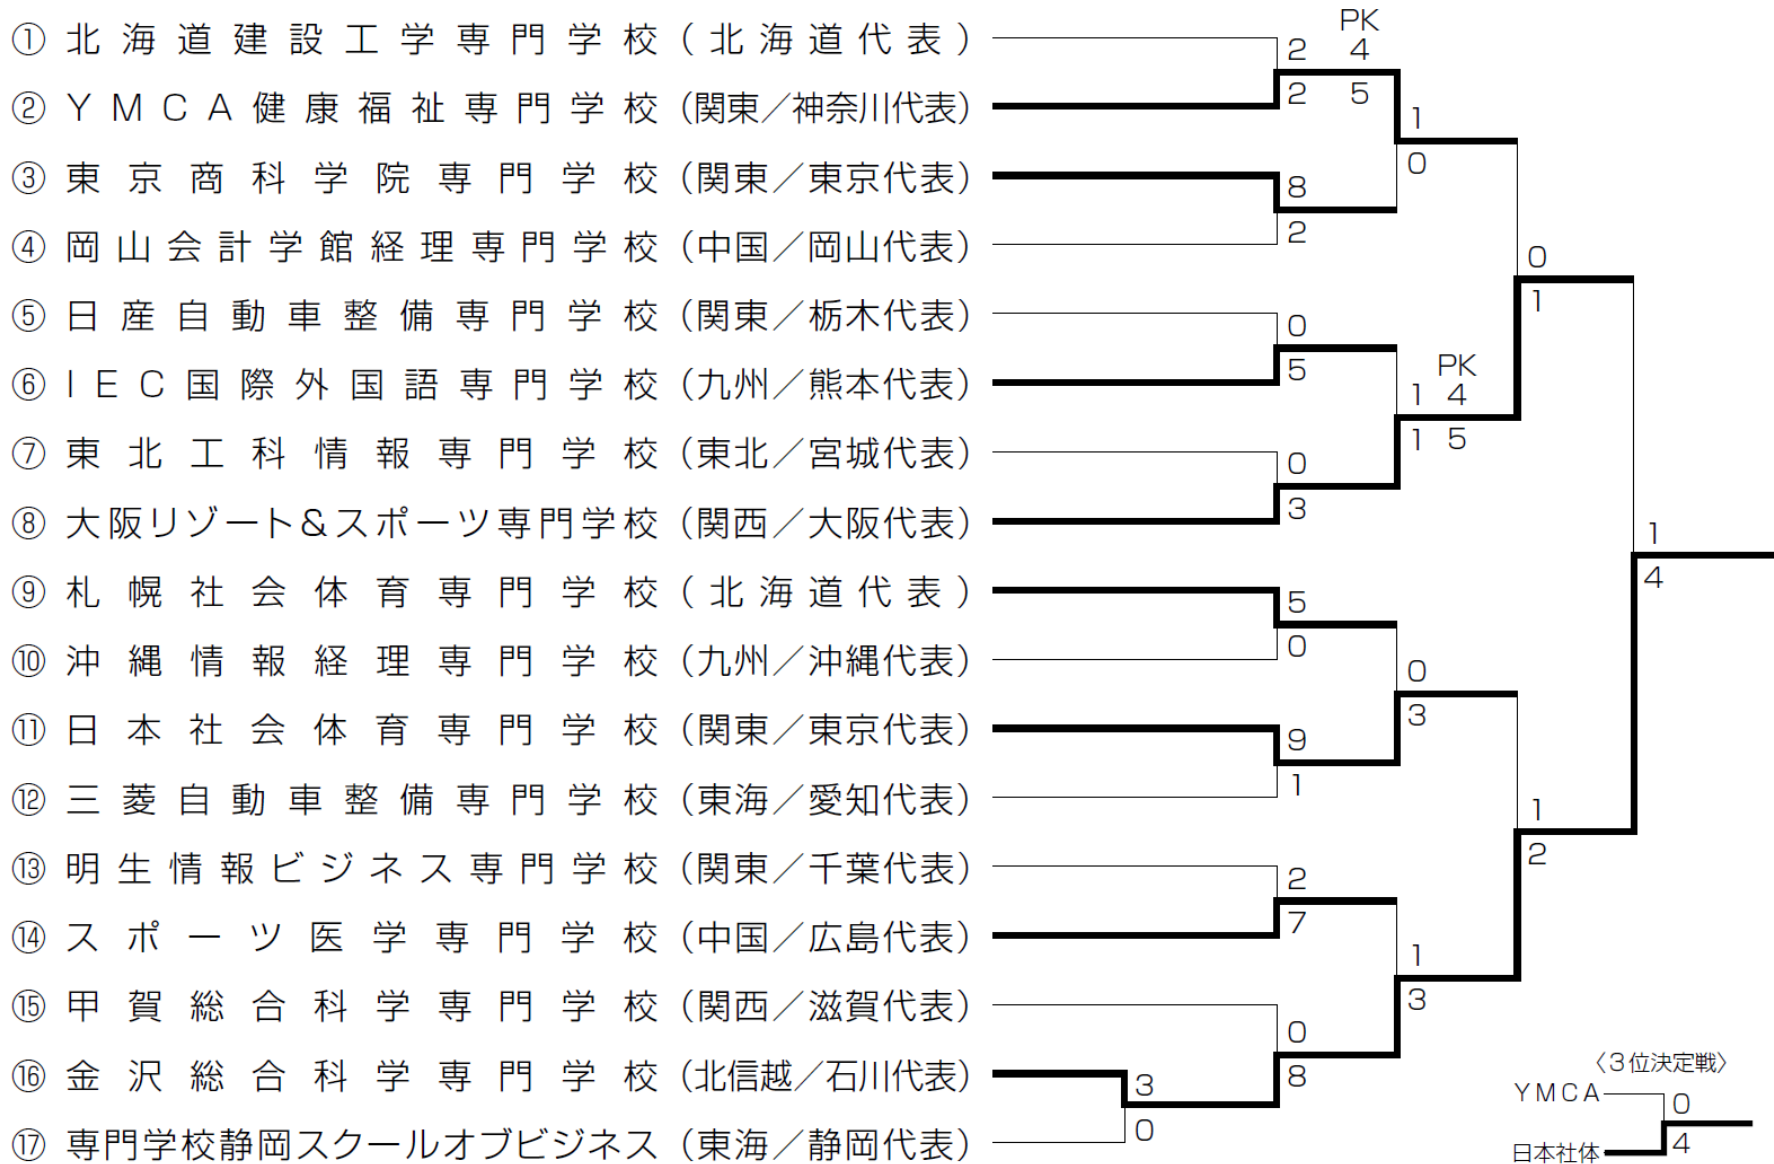 ① 北海道建設工学専門学校(北海道代表)
② YMCA健康福祉専門学校(関東／神奈川代表)
③ 東京商科学院専門学校(関東／東京代表)
④ 岡山会計学館経理専門学校(中国／岡山代表)
⑤ 日産自動車整備専門学校(関東／栃木代表)
⑥ IEC国際外国語専門学校(九州／熊本代表)
⑦ 東北工科情報専門学校(東北／宮城代表)
⑧ 大阪リゾート&スポーツ専門学校(関西／大阪代表)
⑨ 札幌社会体育専門学校(北海道代表)
⑩ 沖縄情報経理専門学校(九州／沖縄代表)
⑪ 日本社会体育専門学校(関東／東京代表)
⑫ 三菱自動車整備専門学校(東海／愛知代表)
⑬ 明生情報ビジネス専門学校(関東／千葉代表)
⑭ スポーツ医学専門学校(中国／広島代表)
⑮ 甲賀総合科学専門学校(関西／滋賀代表)
⑯ 金沢総合科学専門学校(北信越／石川代表)
⑰ 専門学校静岡スクールオブビジネス(東海／静岡代表)
3
0
PK
2 4
2 5
8
2
0
5
0
3
5
0
9
1
2
7
0
8
1
0
PK
1 4
1 5
0
3
1
3
0
1
1
2
1
4
〈3位決定戦〉
YMCA
0
日本社体
4